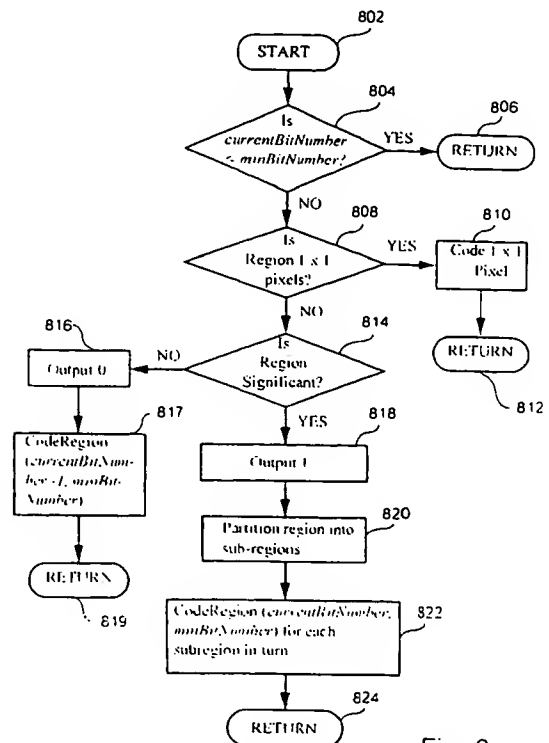 802
START
804
Is
currentBitNumber
< minBitNumber?
YES
806
RETURN
NO
808
Is
Region 1 x 1
pixels?
YES
810
Code 1 x 1
Pixel
NO
RETURN
812
814
Is
Region
Significant?
NO
816
Output 0
817
CodeRegion
(currentBitNum-
ber -1, minBit-
Number)
RETURN
819
YES
818
Output 1
820
Partition region into
sub-regions
CodeRegion (currentBitNumber,
minBitNumber) for each
subregion in turn
822
824
RETURN